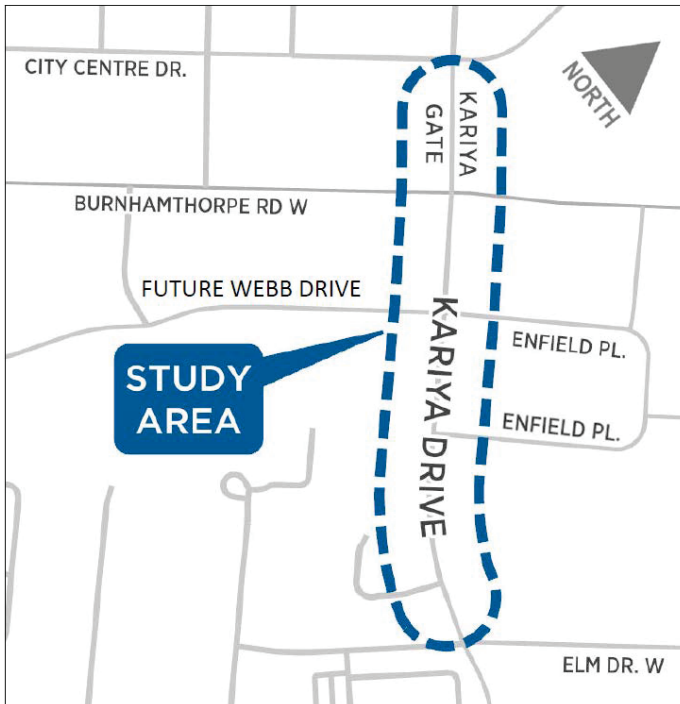 CITY CENTRE DR.
NORTH
KARIYA
GATE
BURNHAMTHORPE RD W
FUTURE WEBB DRIVE
KARIYA DRIVE
ENFIELD PL.
STUDY
AREA
ENFIELD PL.
ELM DR. W